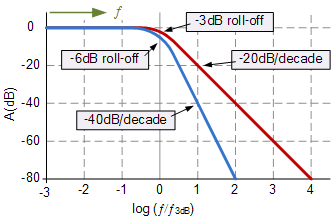 f
-3dB roll-off
0
-6dB roll-off
-20dB/decade
-20
A(dB)
-40
-40dB/decade
-60
-80
-3 -2 -1 0 1 2 3 4
log (ƒ/ƒ3dB)